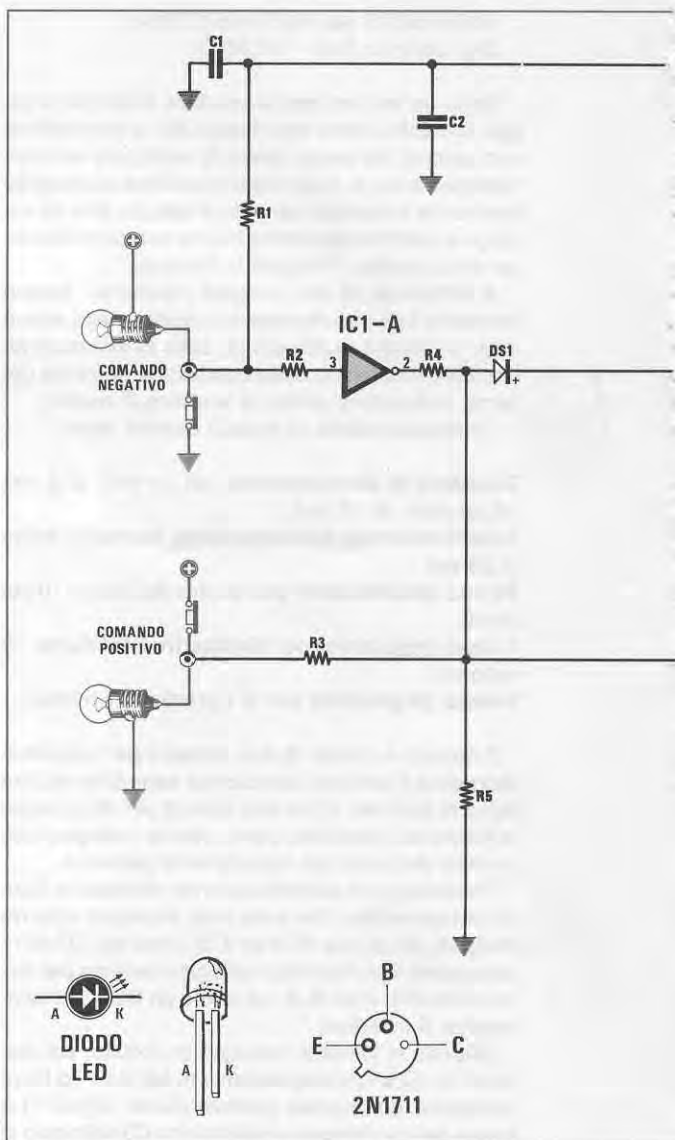 C1
C2
R1
IC1-A
COMANDO
NEGATIVO
R2
3
2
R4
DS1
+
COMANDO
POSITIVO
R3
R5
A
K
DIODO
LED
A
K
B
E
C
2N1711